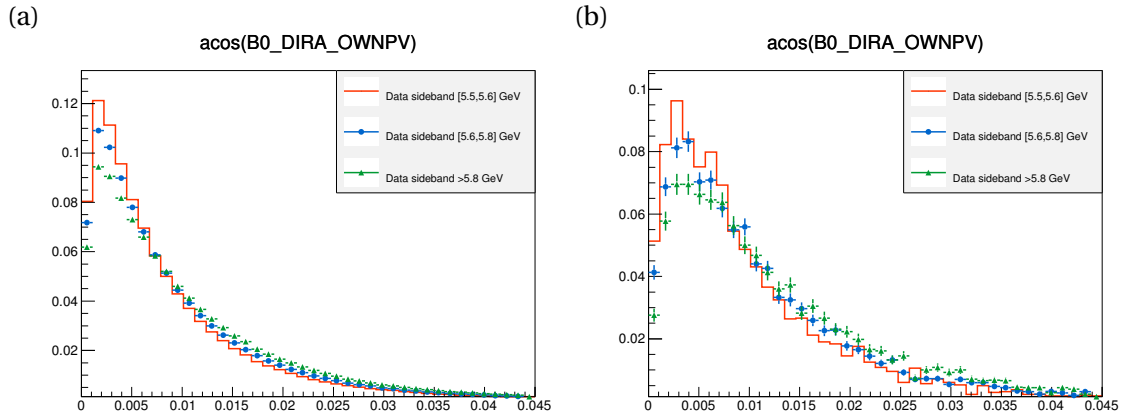 (a)
acos(B0_DIRA_OWNPV)
Data sideband [5.5,5.6] GeV
Data sideband [5.6,5.8] GeV
Data sideband >5.8 GeV
0.12
0.1
0.08
0.06
0.04
0.02
0 0.005 0.01 0.015 0.02 0.025 0.03 0.035 0.04 0.045
(b)
acos(B0_DIRA_OWNPV)
Data sideband [5.5,5.6] GeV
Data sideband [5.6,5.8] GeV
Data sideband >5.8 GeV
0.1
0.08
0.06
0.04
0.02
0 0.005 0.01 0.015 0.02 0.025 0.03 0.035 0.04 0.045